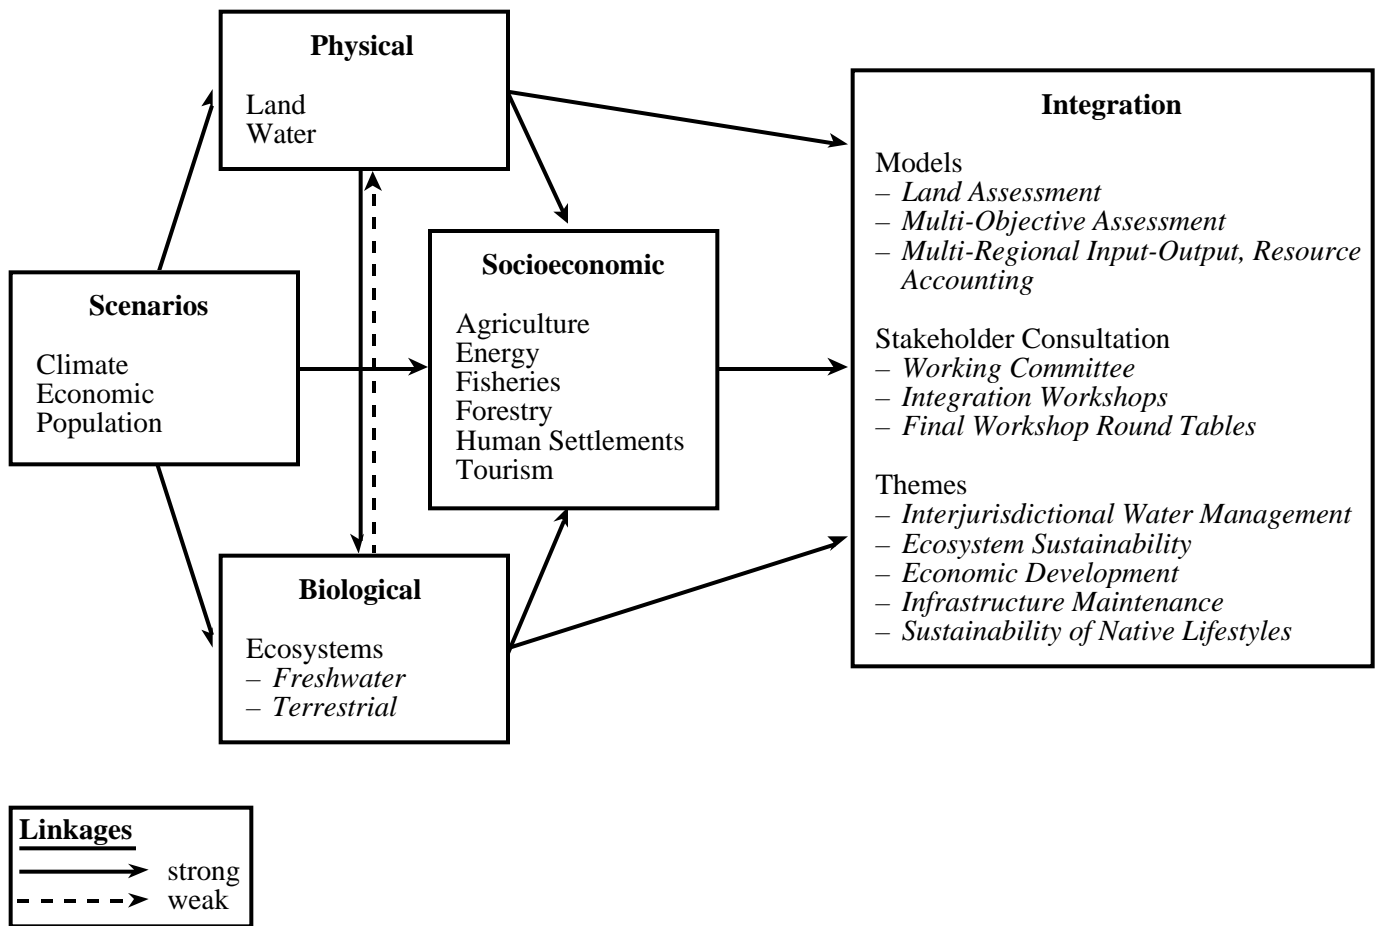 Physical
Land
Water
Scenarios
Climate
Economic
Population
Socioeconomic
Agriculture
Energy
Fisheries
Forestry
Human Settlements
Tourism
Biological
Ecosystems
– Freshwater
– Terrestrial
Integration
Models
– Land Assessment
– Multi-Objective Assessment
– Multi-Regional Input-Output, Resource
Accounting
Stakeholder Consultation
– Working Committee
– Integration Workshops
– Final Workshop Round Tables
Themes
– Interjurisdictional Water Management
– Ecosystem Sustainability
– Economic Development
– Infrastructure Maintenance
– Sustainability of Native Lifestyles
Linkages
strong
weak